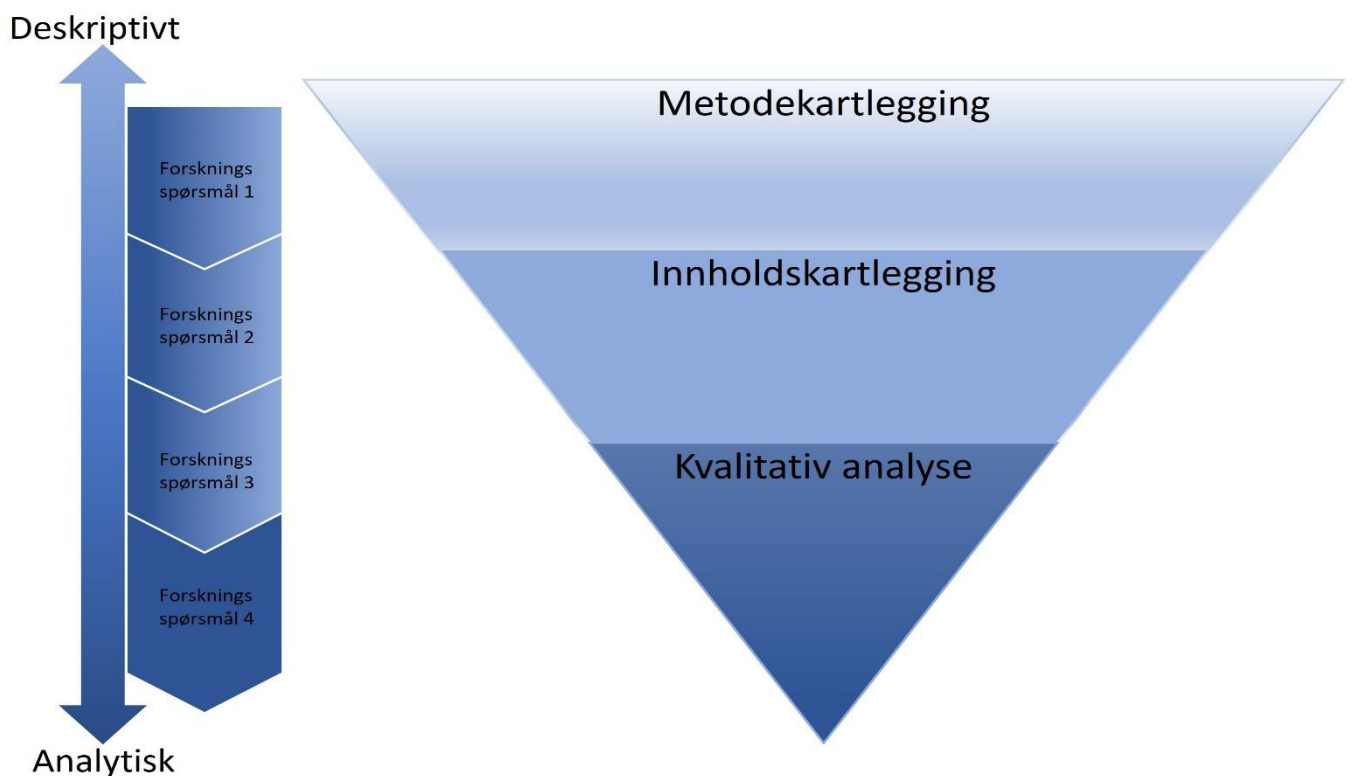 Deskriptivt
Metodekartlegging
Forsknings
spørsmål 1
Innholdskartlegging
Forsknings
spørsmål 2
Kvalitativ analyse
Forsknings
spørsmål 3
Forsknings
spørsmål 4
Analytisk